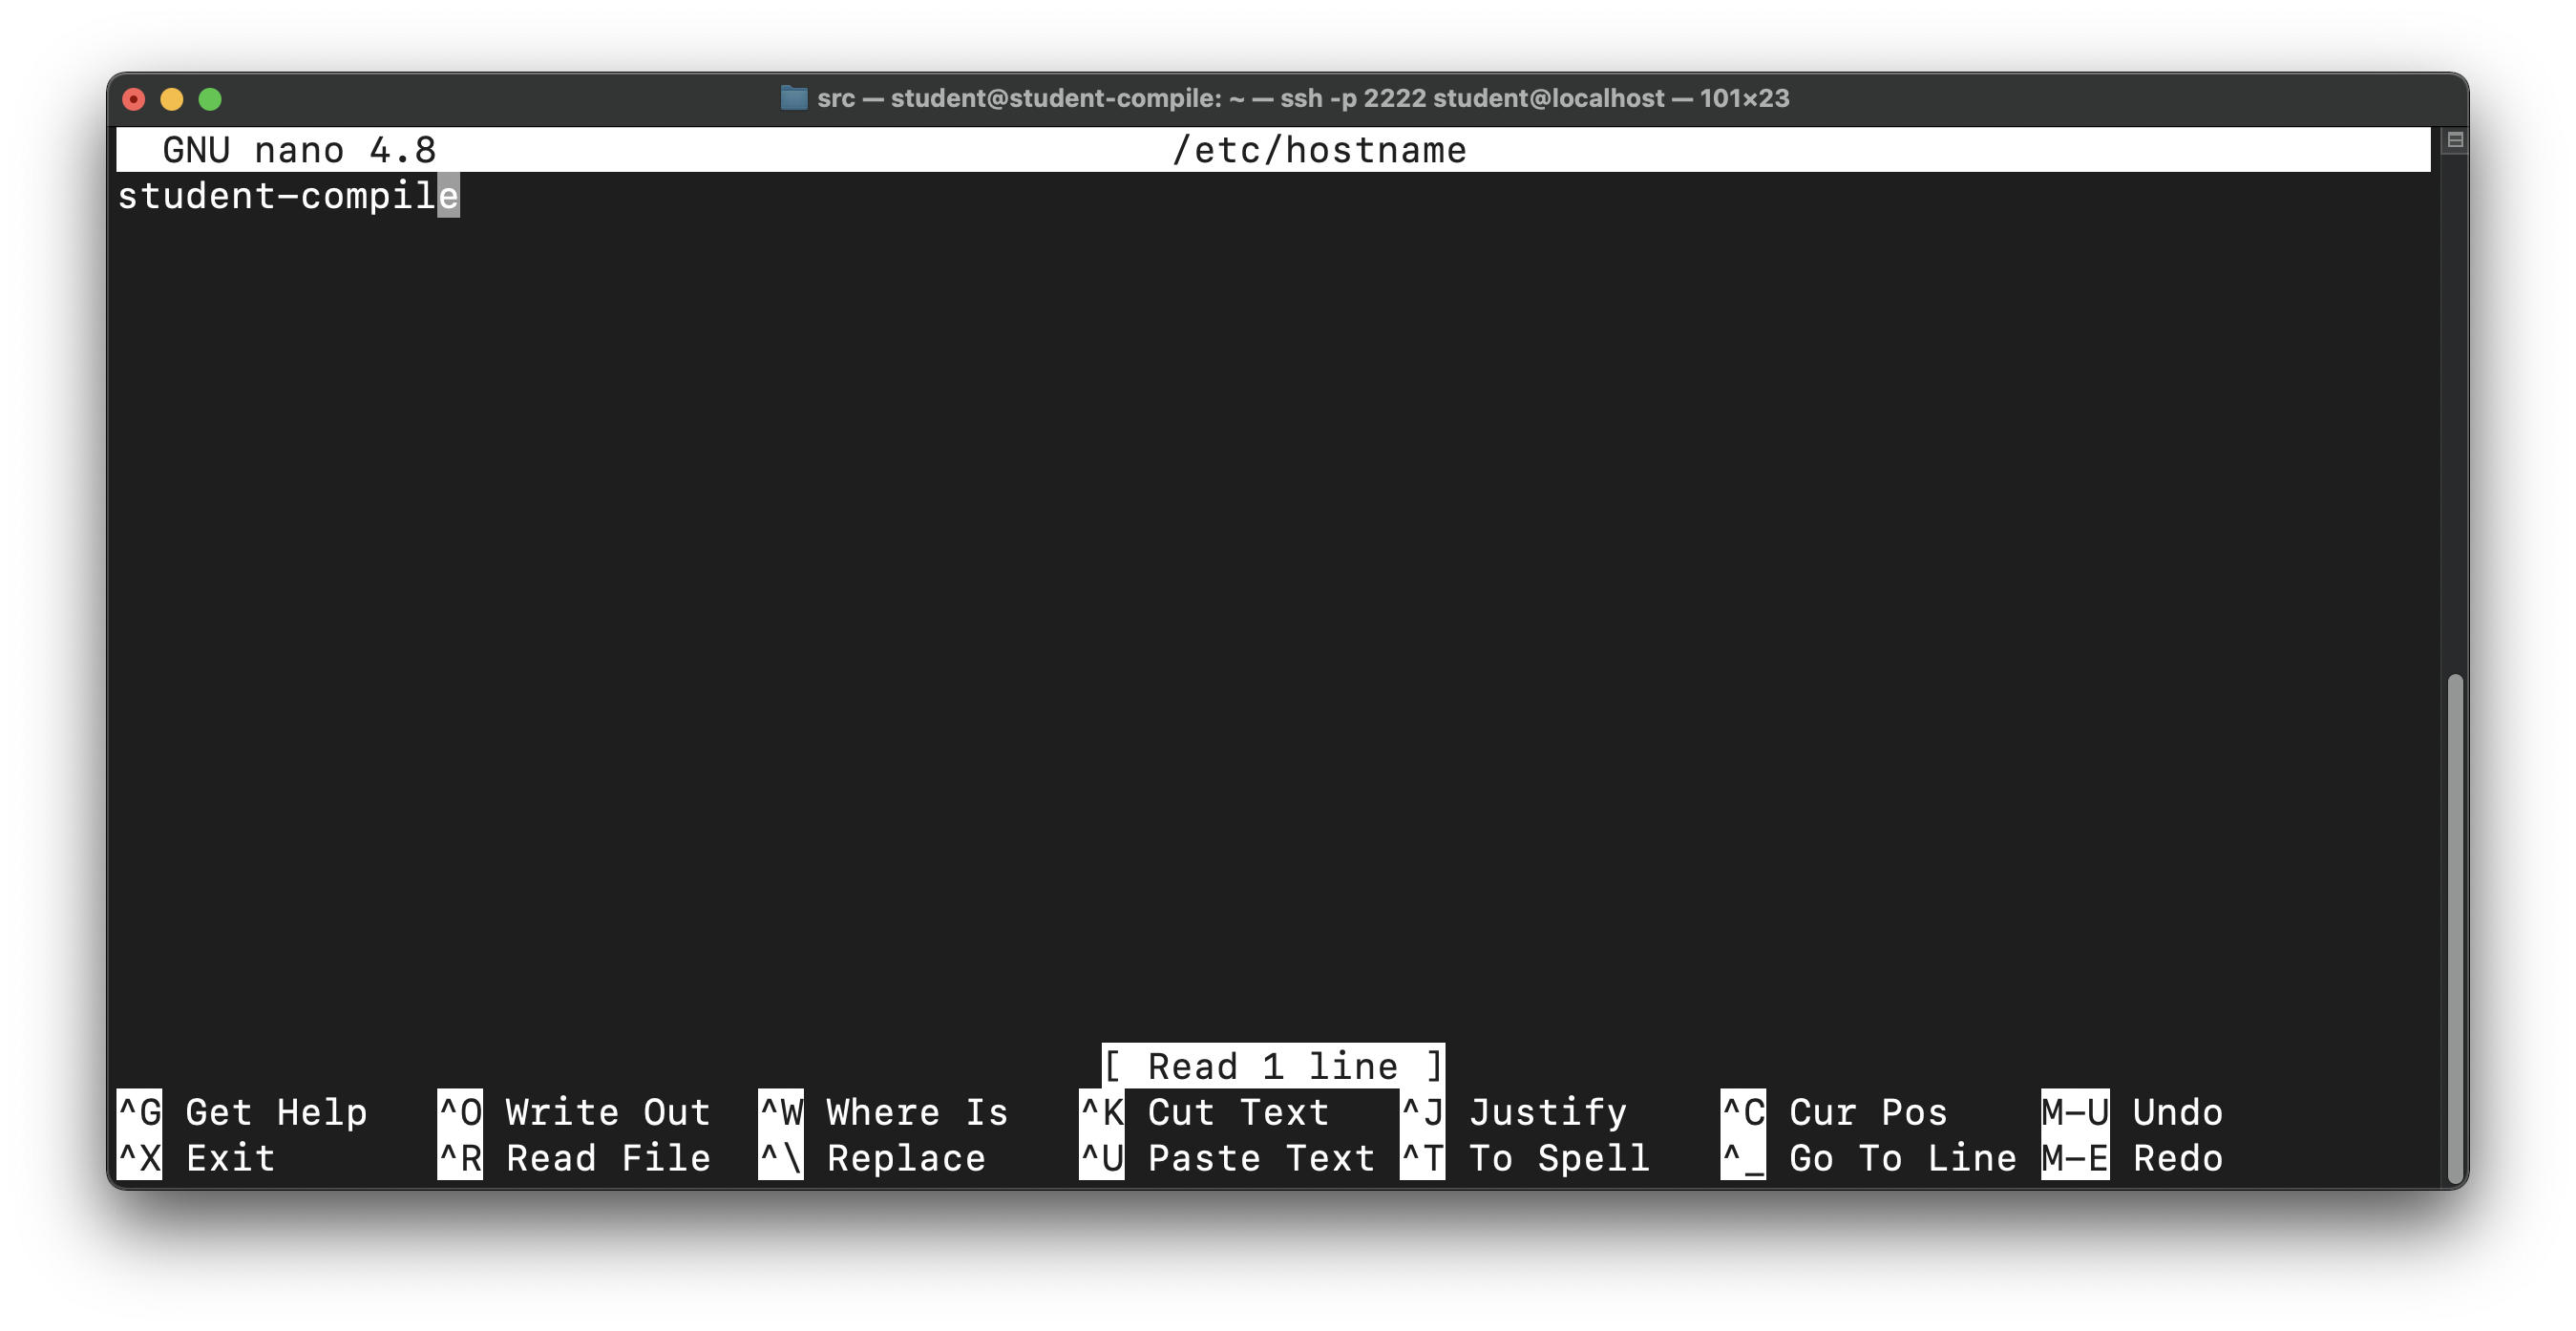 src — student@student-compile: ~ — ssh -p 2222 student@localhost — 101×23
GNU nano 4.8 /etc/hostname
student-compile
[ Read 1 line ]
^G Get Help ^O Write Out ^W Where Is ^K Cut Text ^J Justify ^C Cur Pos M-U Undo
^X Exit ^R Read File ^\ Replace ^U Paste Text ^T To Spell ^_ Go To Line M-E Redo